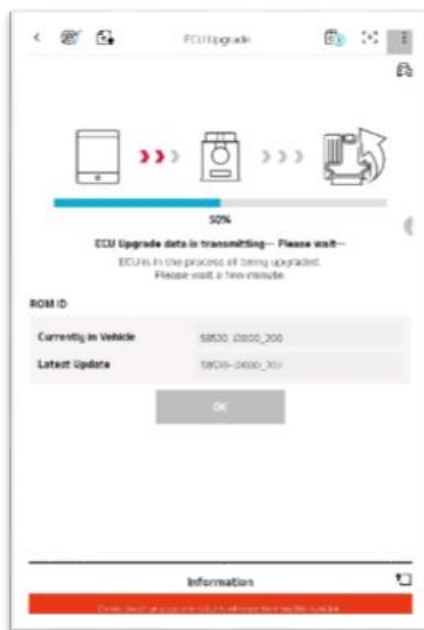 ECU Upgrade
50%
ECU Upgrade data is transmitting-- Please wait--
ECU is in the process of being upgraded.
Please wait a few minute.
ROM ID
Currently in Vehicle
Latest Update
OK
Information